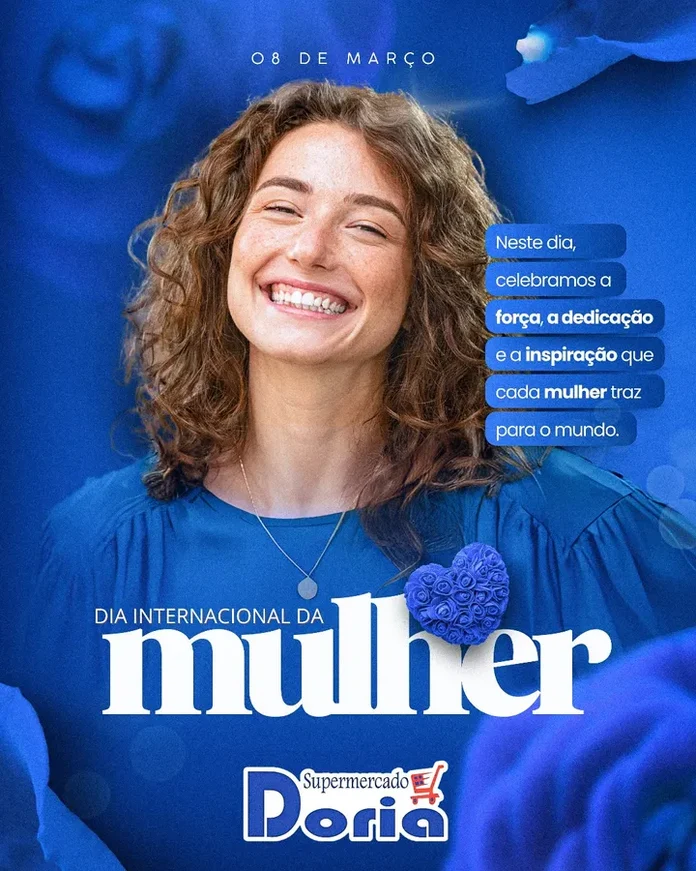 08 DE MARÇO
Neste dia,
celebramos a
força, a dedicação
e a inspiração que
cada mulher traz
para o mundo.
DIA INTERNACIONAL DA
mulher
Supermercado
Doria